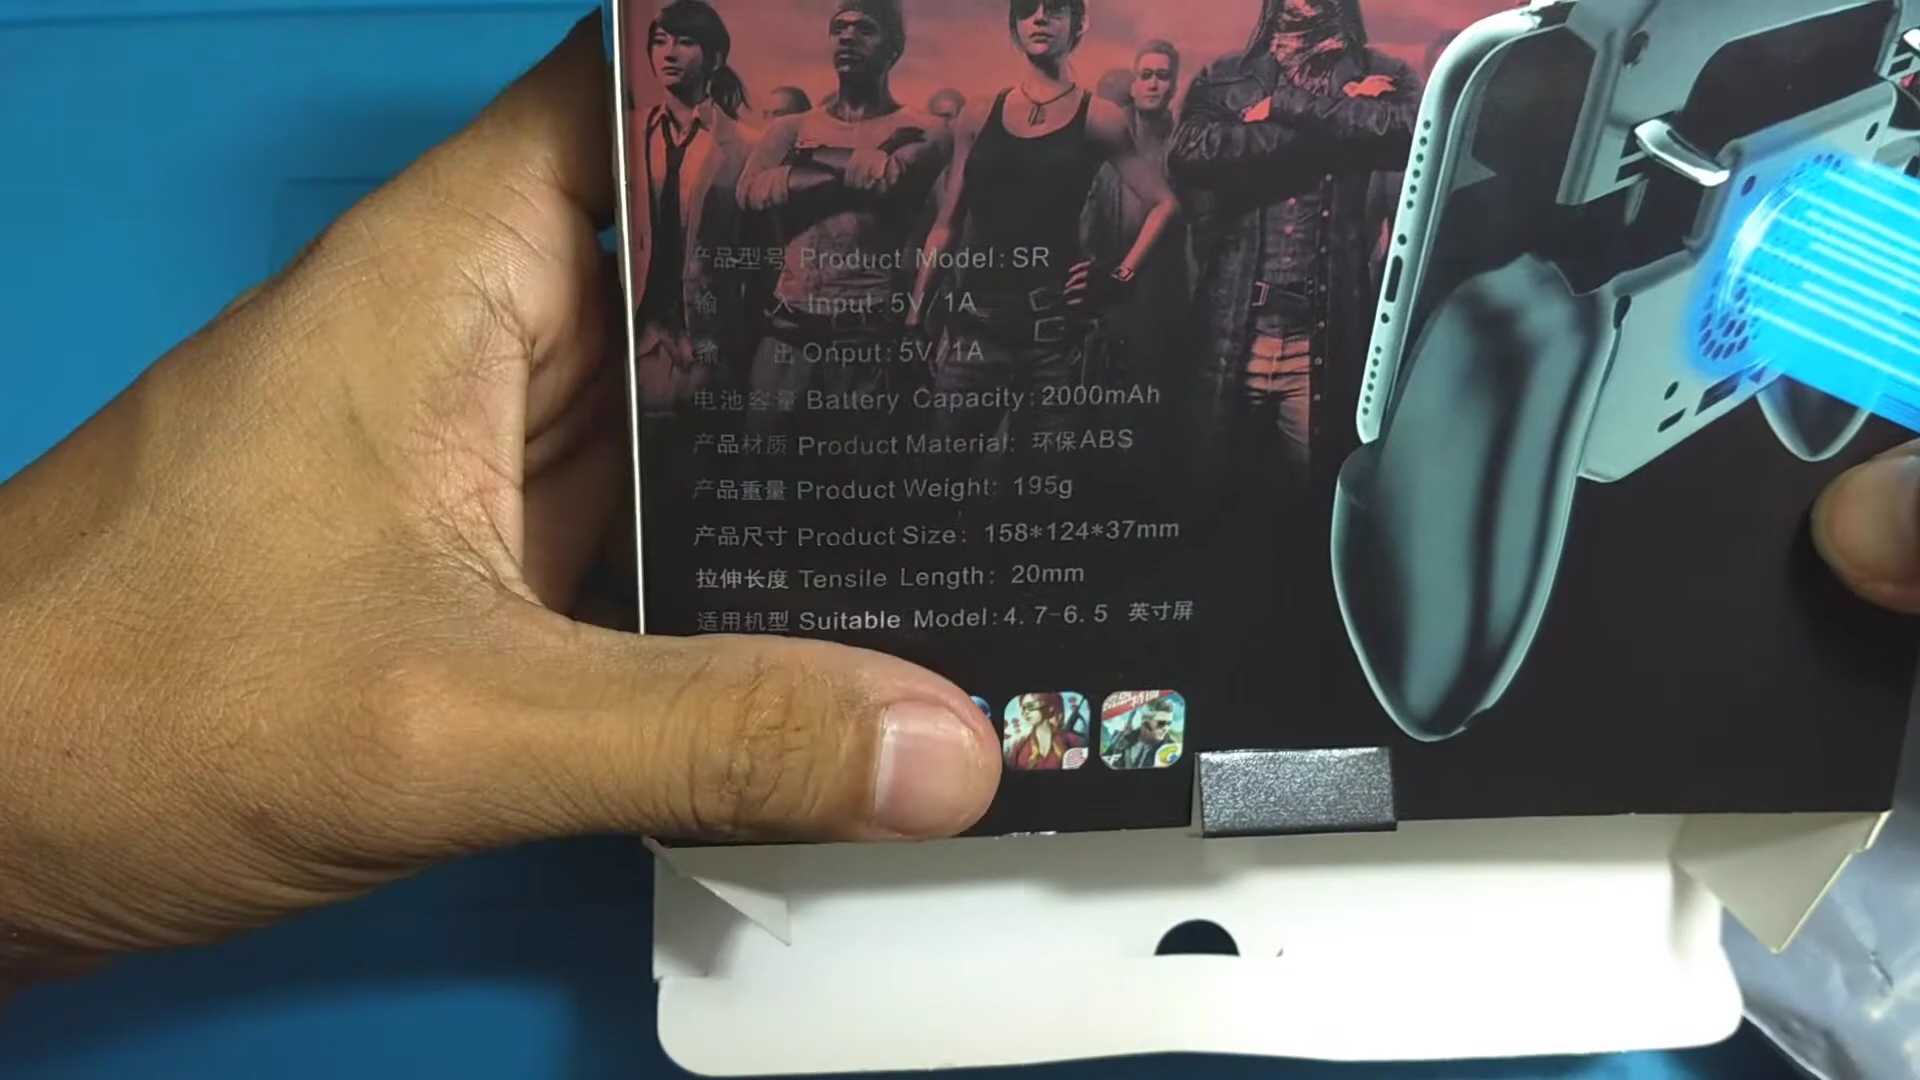 产品型号 Product Model: SR
输 入 Input: 5V/1A
输 出 Onput: 5V/1A
电池容量 Battery Capacity: 2000mAh
产品材质 Product Material: 环保ABS
产品重量 Product Weight: 195g
产品尺寸 Product Size: 158*124*37mm
拉伸长度 Tensile Length: 20mm
适用机型 Suitable Model: 4.7-6.5 英寸屏